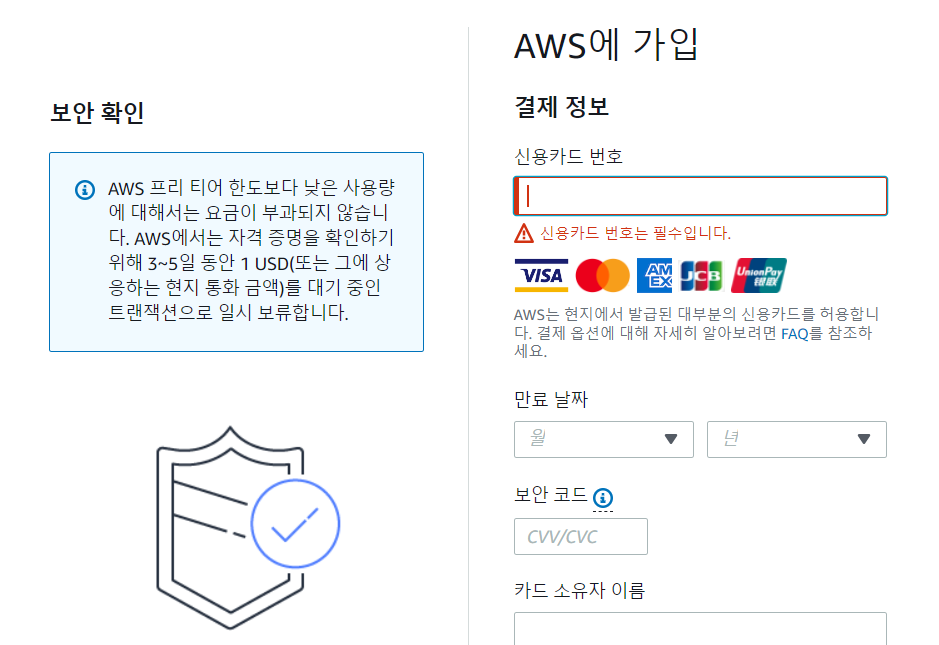 보안 확인
AWS 프리 티어 한도보다 낮은 사용량
에 대해서는 요금이 부과되지 않습니
다. AWS에서는 자격 증명을 확인하기
위해 3~5일 동안 1 USD(또는 그에 상
응하는 현지 통화 금액)를 대기 중인
트랜잭션으로 일시 보류합니다.
AWS에 가입
결제 정보
신용카드 번호
신용카드 번호는 필수입니다.
VISA AM EX JCB UnionPay 银联
AWS는 현지에서 발급된 대부분의 신용카드를 허용합니
다. 결제 옵션에 대해 자세히 알아보려면 FAQ를 참조하
세요.
만료 날짜
월 년
보안 코드
CVV/CVC
카드 소유자 이름